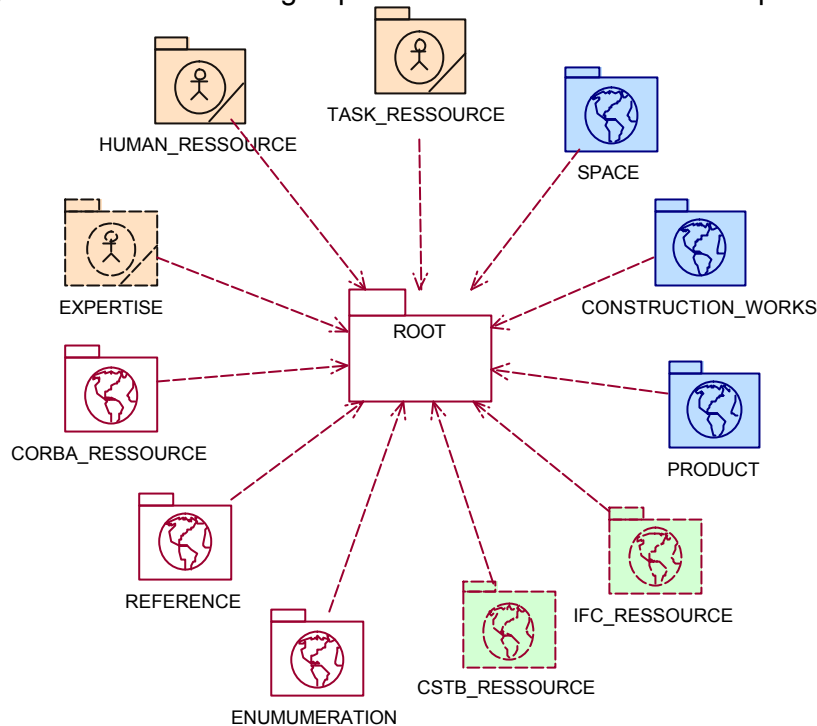 TASK_RESSOURCE
HUMAN_RESSOURCE
SPACE
EXPERTISE
CONSTRUCTION_WORKS
ROOT
CORBA_RESSOURCE
PRODUCT
REFERENCE
IFC_RESSOURCE
CSTB_RESSOURCE
ENUMUMERATION